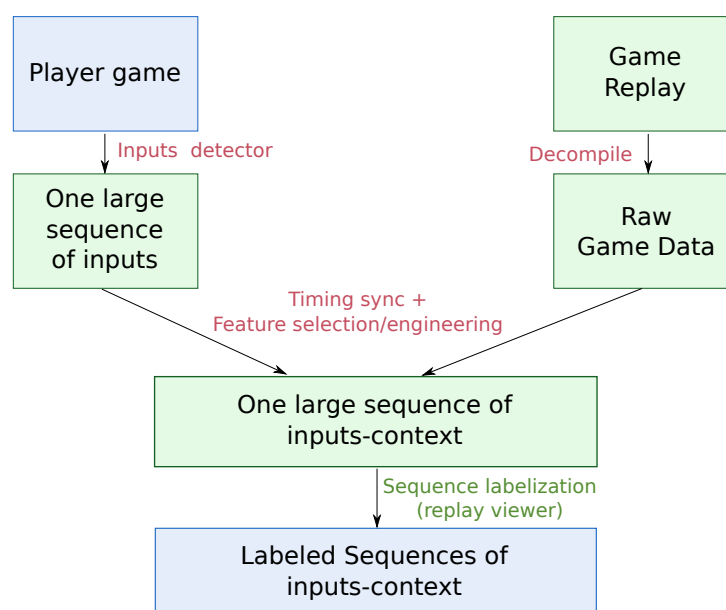 Player game
Game
Replay
Inputs  detector
Decompile
One large
sequence
of inputs
Raw
Game Data
Timing sync +
Feature selection/engineering
One large sequence of
inputs-context
Sequence labelization
(replay viewer)
Labeled Sequences of
inputs-context